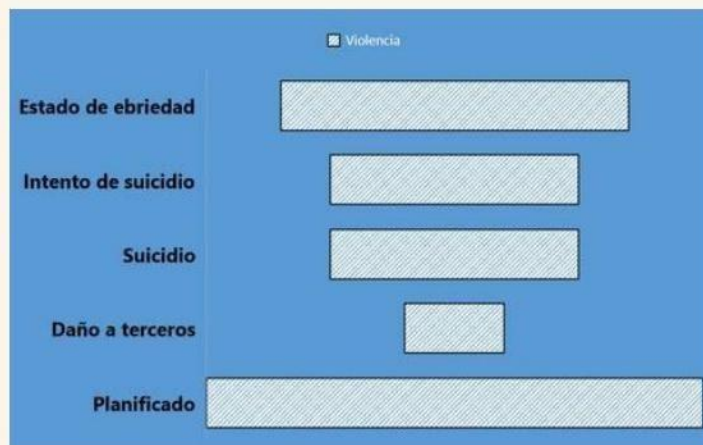 Violencia
Estado de ebriedad
Intento de suicidio
Suicidio
Daño a terceros
Planificado